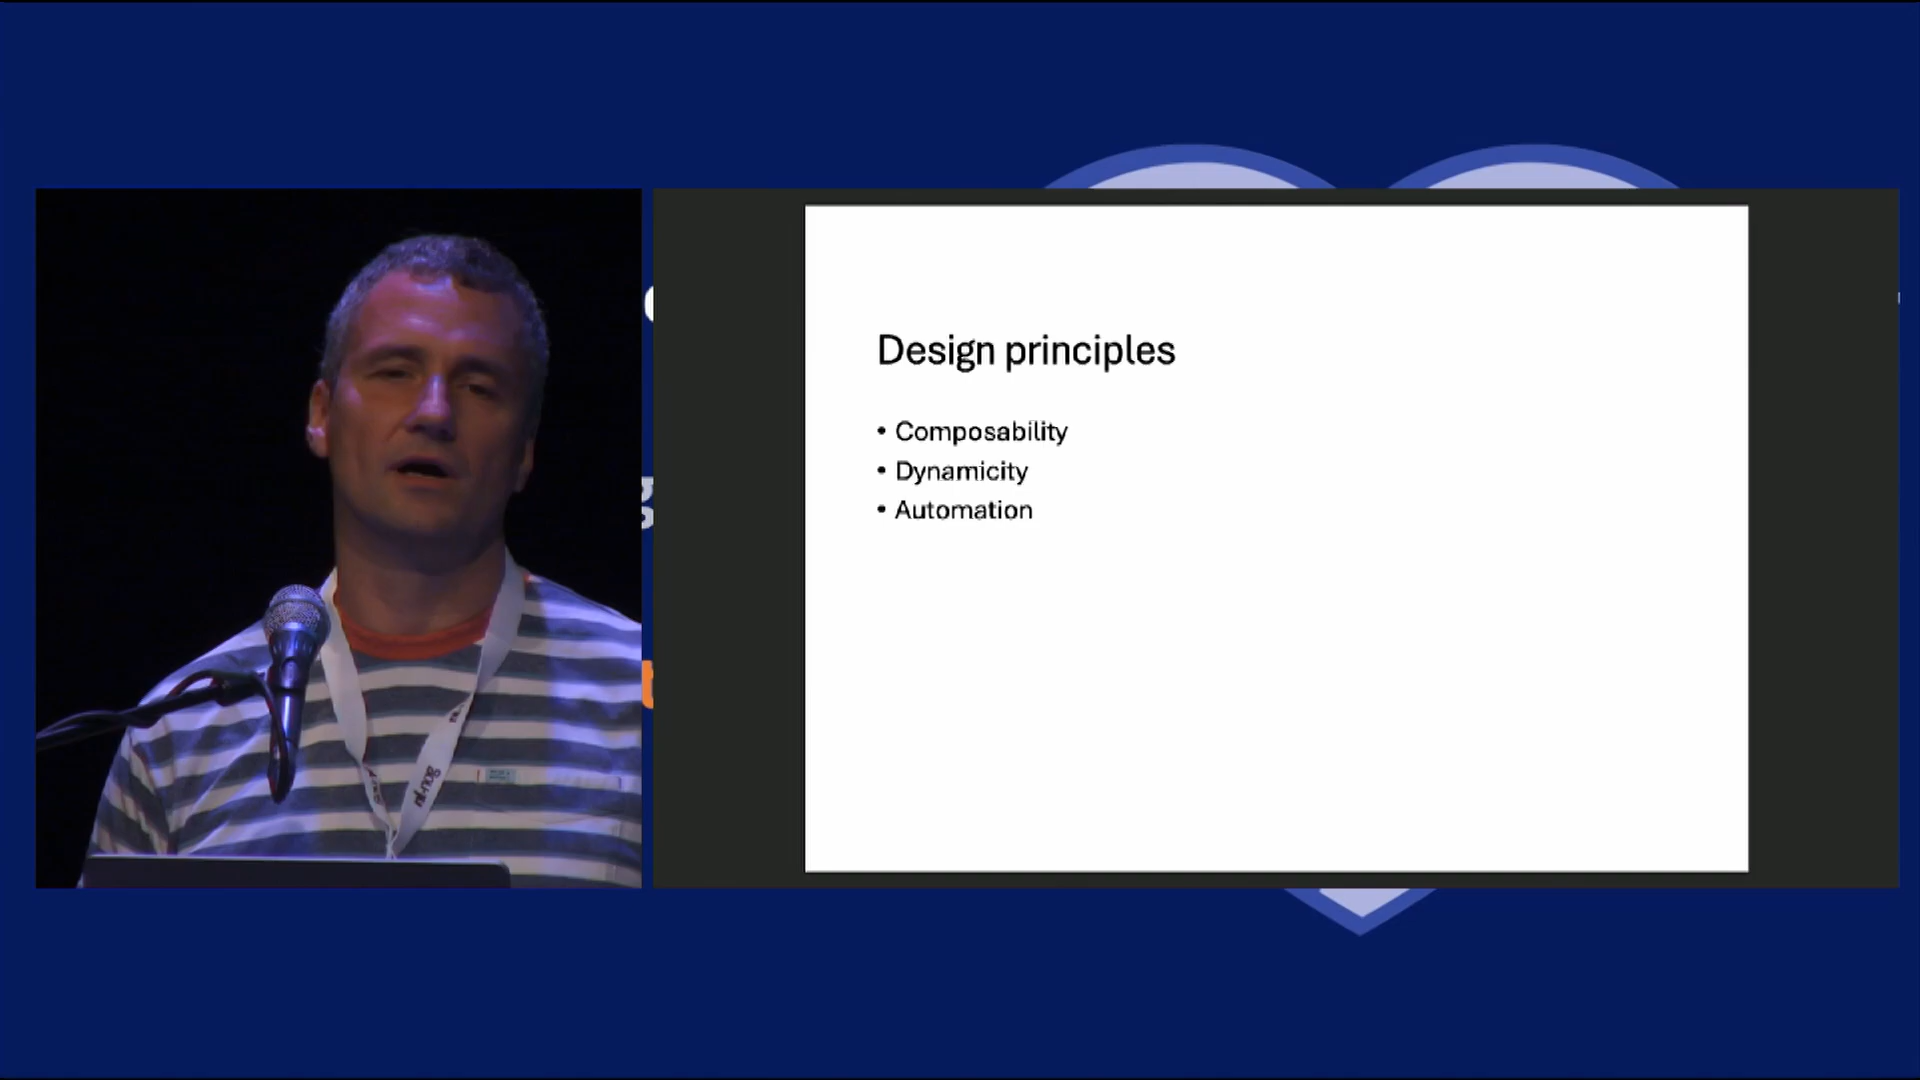 Design principles
• Composability
• Dynamicity
• Automation